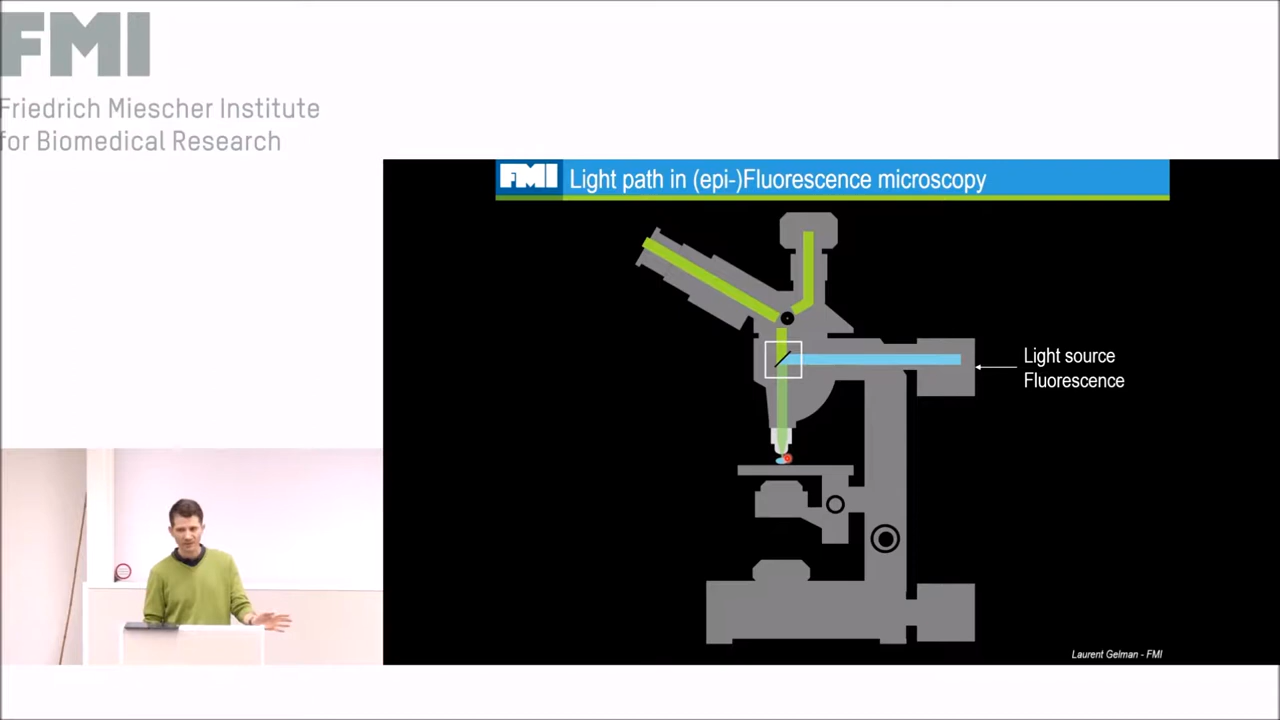 FMI
Friedrich Miescher Institute
for Biomedical Research
FMI
Light path in (epi-)Fluorescence microscopy
Light source
Fluorescence
Laurent Gelman - FMI